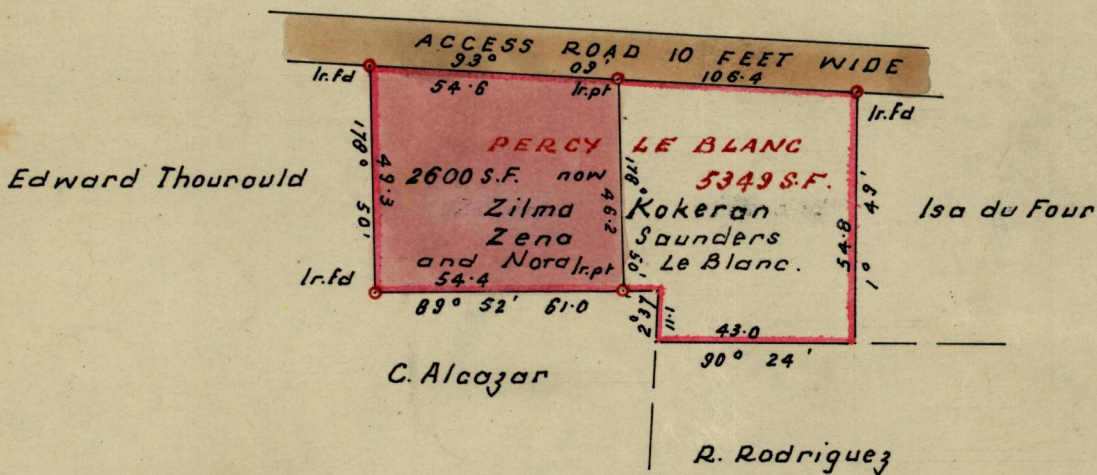 ACCESS ROAD 10 FEET WIDE
93° 09' 106.4
Ir.fd 54.6 Ir.pt Ir.fd
PERCY LE BLANC
178° 50' 49.3 178° 50' 46.2
Edward Thourould
2600 S.F. now 5349 S.F.
Zilma Kokeran
Zena Saunders
and Nora Le Blanc.
Isa du Four
54.8 1° 49'
Ir.fd 54.4 Ir.pt
89° 52' 61.0
2° 37' 11.1
43.0
90° 24'
C. Alcazar
R. Rodriguez